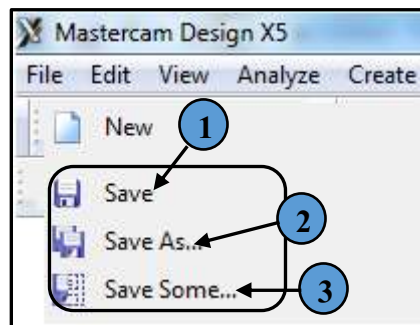 Mastercam Design X5
File Edit View Analyze Create
New
1
Save
2
Save As...
Save Some...
3